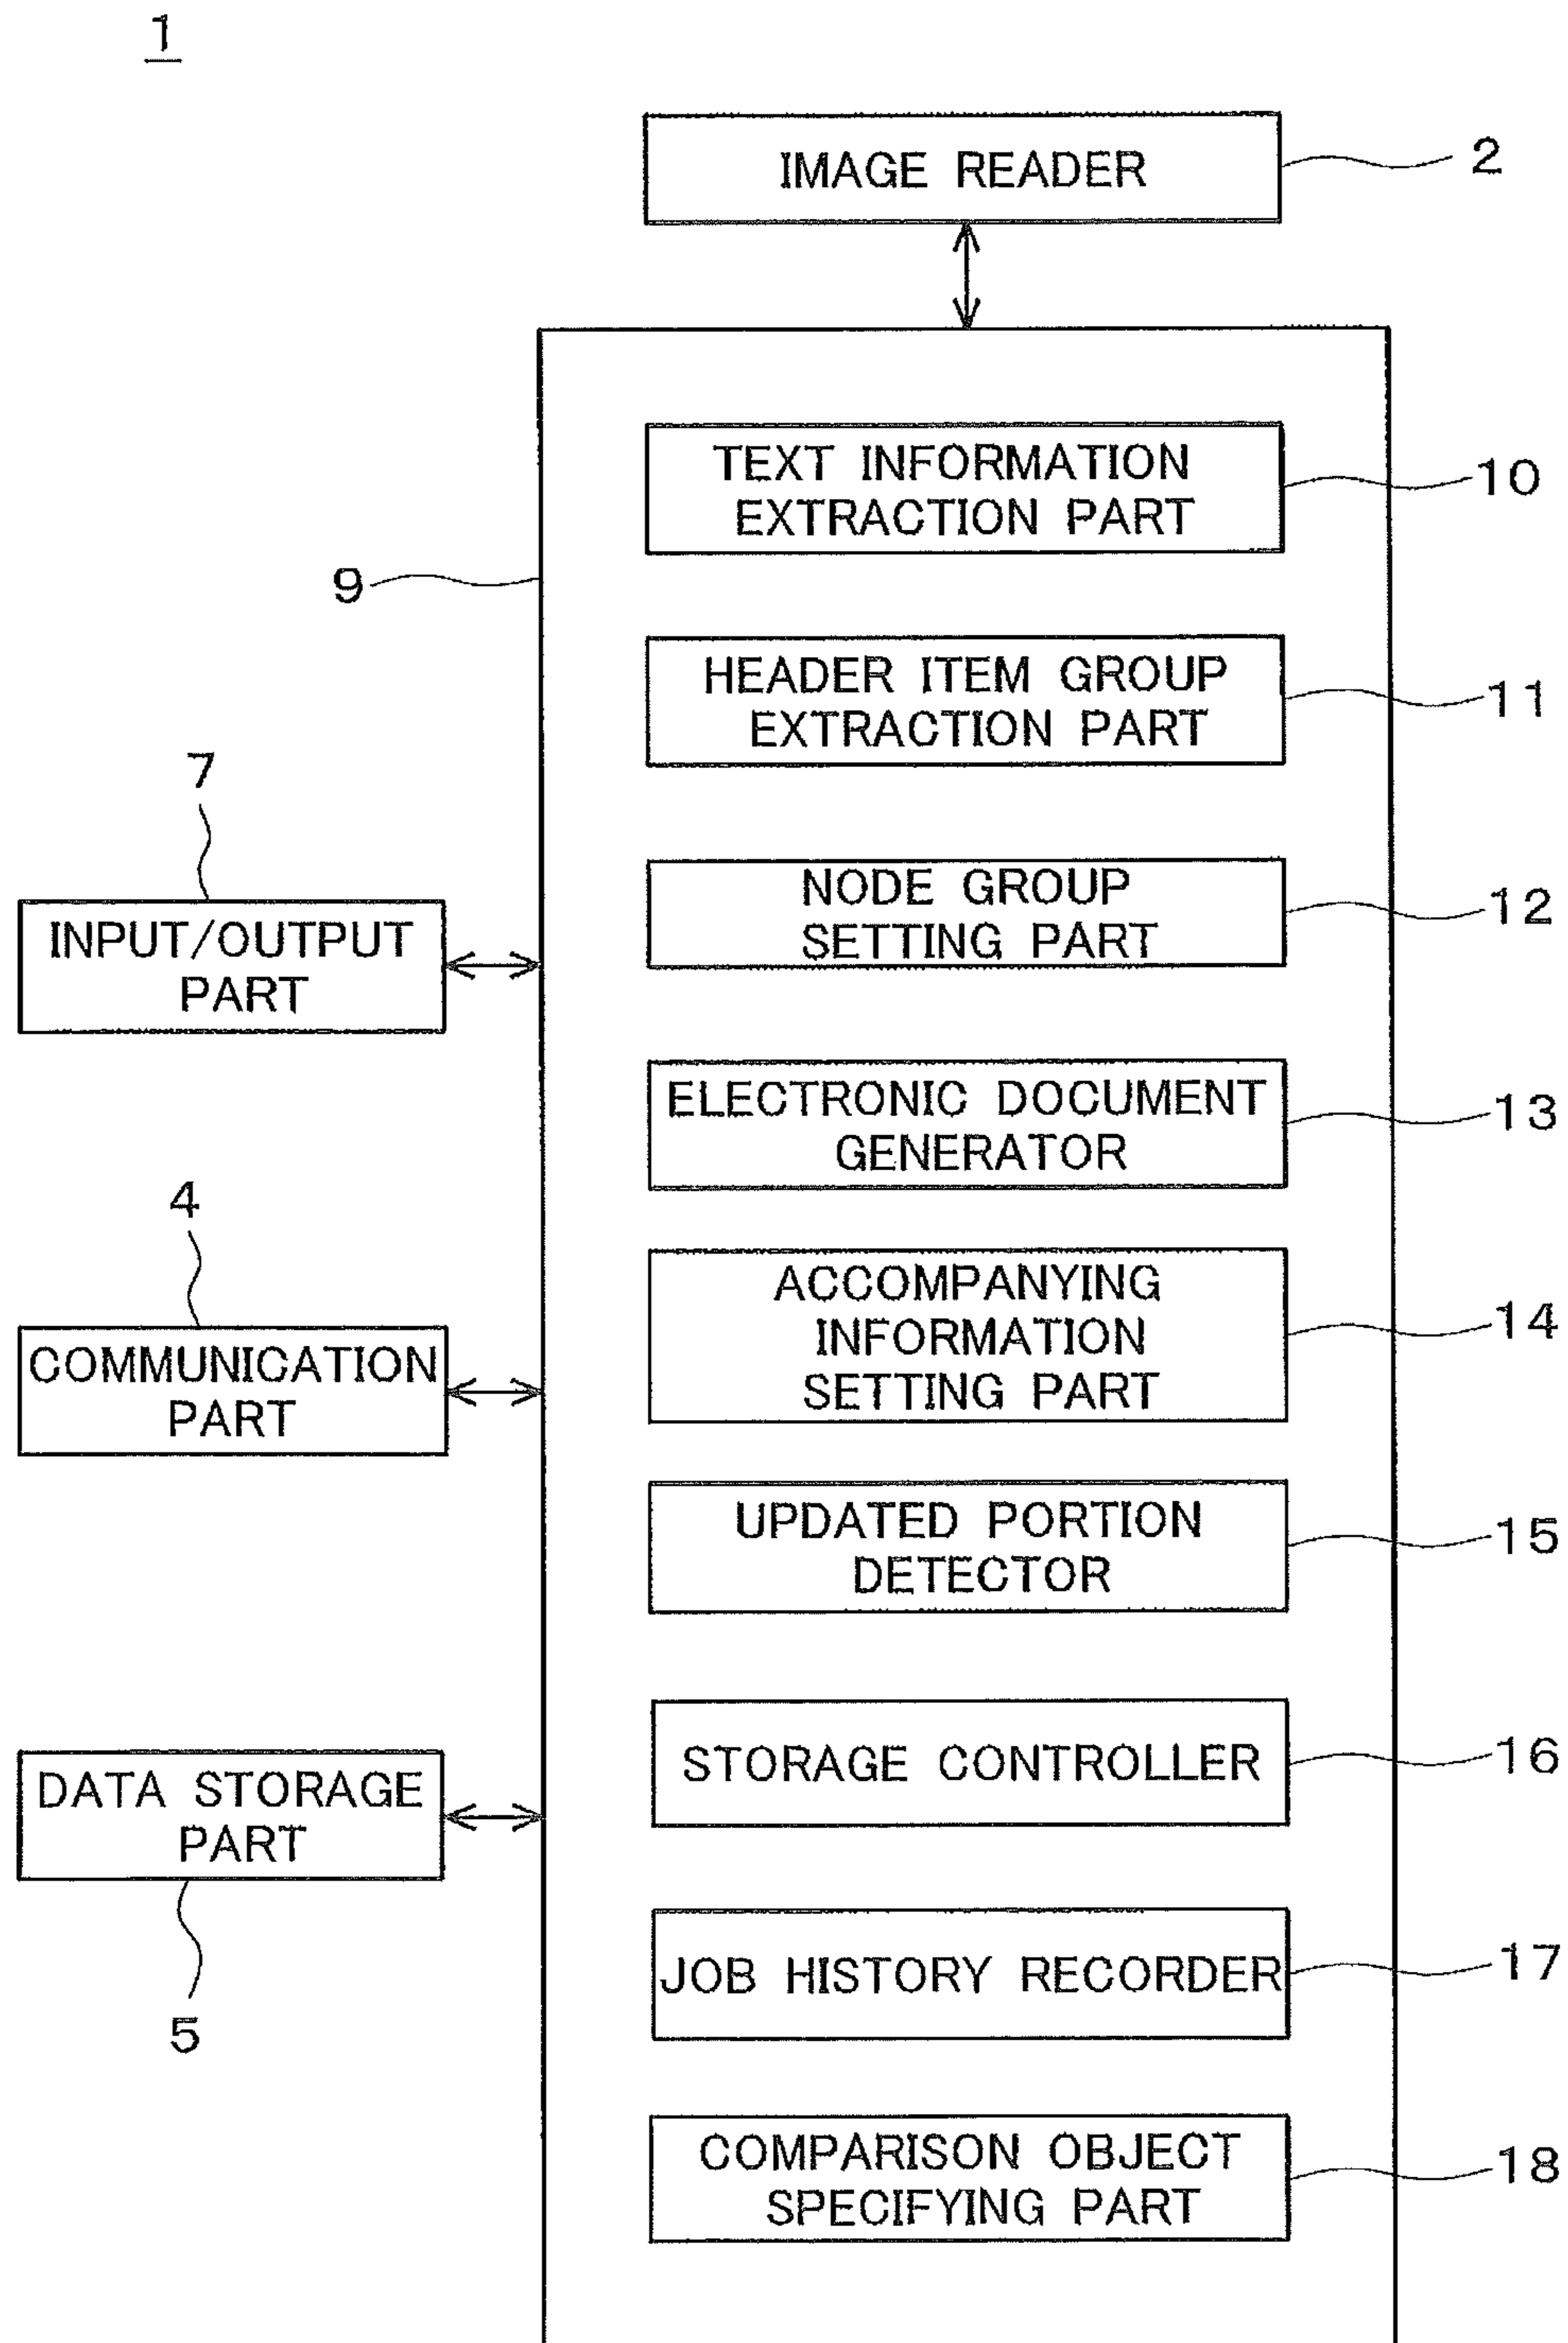 1
IMAGE READER
2
TEXT INFORMATION
EXTRACTION PART
10
9
HEADER ITEM GROUP
EXTRACTION PART
11
7
INPUT/OUTPUT
PART
NODE GROUP
SETTING PART
12
ELECTRONIC DOCUMENT
GENERATOR
13
4
COMMUNICATION
PART
ACCOMPANYING
INFORMATION
SETTING PART
14
UPDATED PORTION
DETECTOR
15
DATA STORAGE
PART
5
STORAGE CONTROLLER
16
JOB HISTORY RECORDER
17
COMPARISON OBJECT
SPECIFYING PART
18